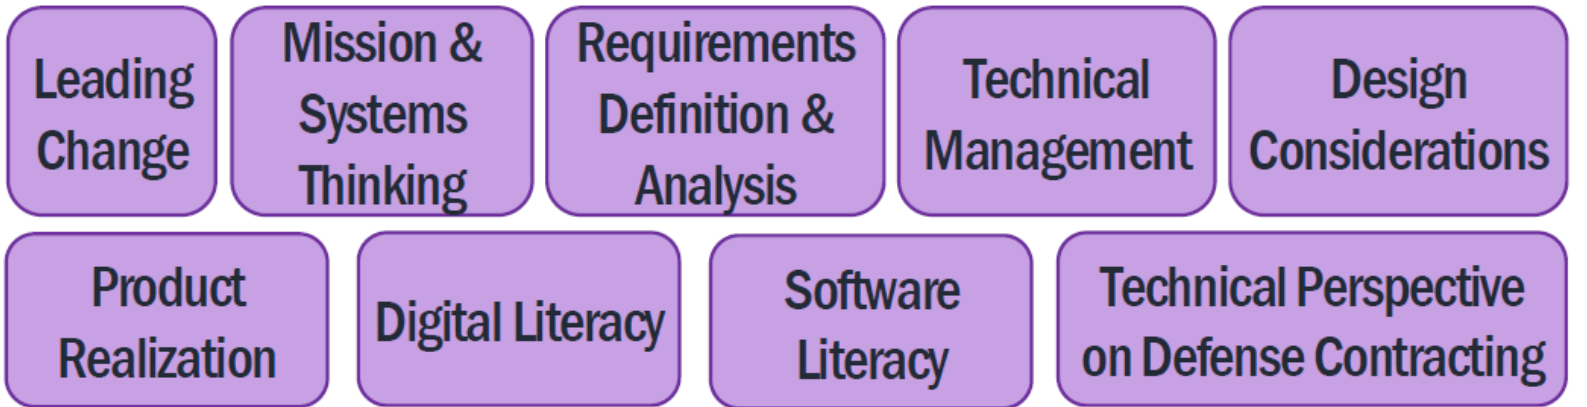 Leading
Change
Mission &
Systems
Thinking
Requirements
Definition &
Analysis
Technical
Management
Design
Considerations
Product
Realization
Digital Literacy
Software
Literacy
Technical Perspective
on Defense Contracting